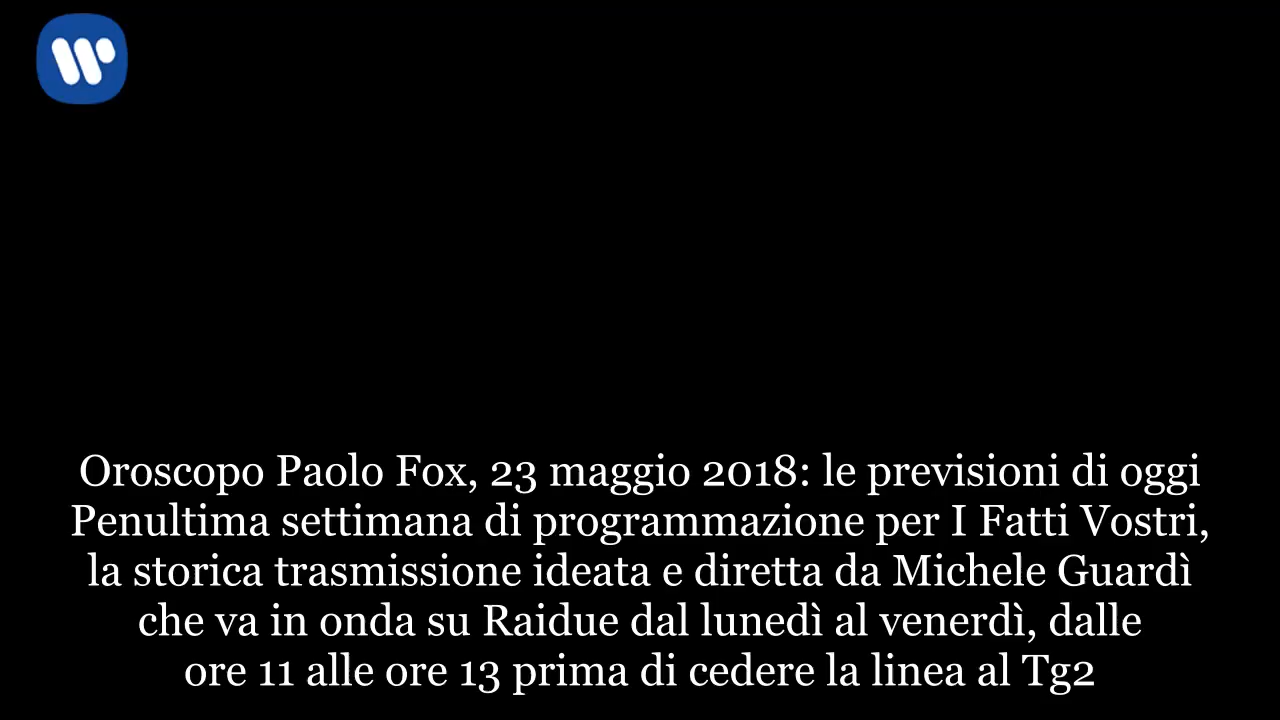 Oroscopo Paolo Fox, 23 maggio 2018: le previsioni di oggi
Penultima settimana di programmazione per I Fatti Vostri,
la storica trasmissione ideata e diretta da Michele Guardì
che va in onda su Raidue dal lunedì al venerdì, dalle
ore 11 alle ore 13 prima di cedere la linea al Tg2